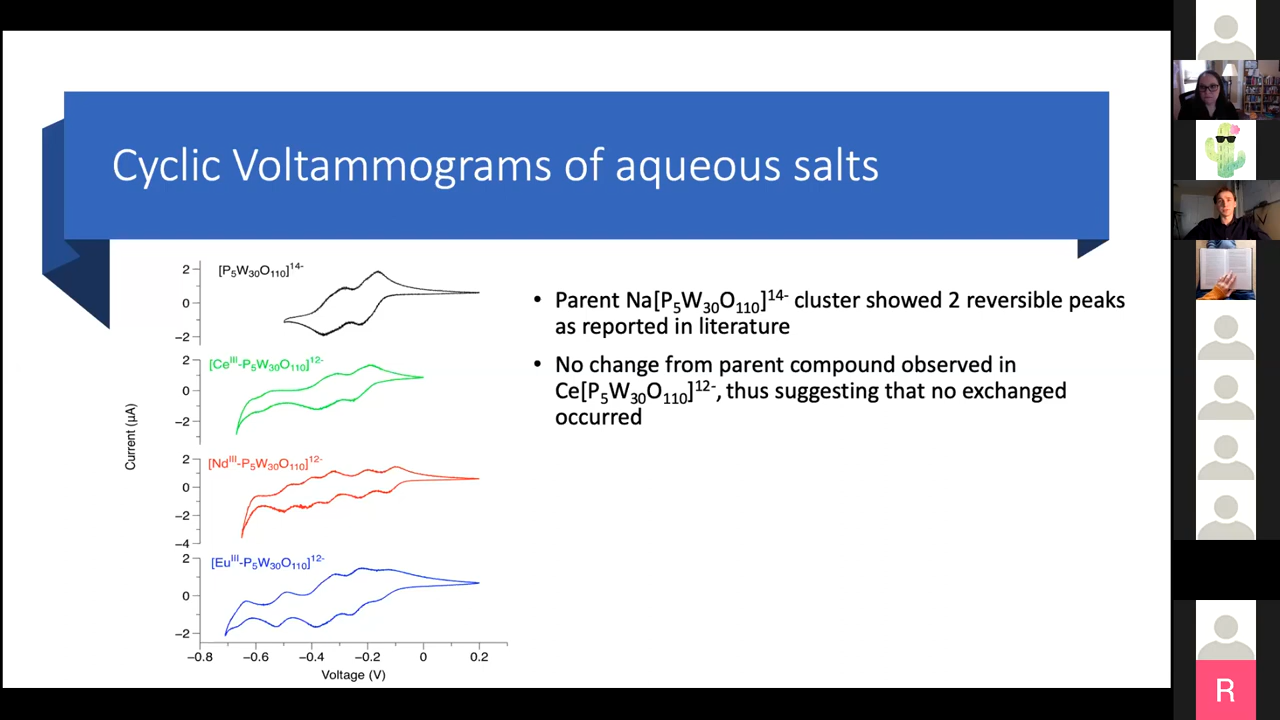 Cyclic Voltammograms of aqueous salts
[P₅W₃₀O₁₁₀]¹⁴⁻
2
0
−2
[Ceᴵᴵᴵ-P₅W₃₀O₁₁₀]¹²⁻
2
0
−2
[Ndᴵᴵᴵ-P₅W₃₀O₁₁₀]¹²⁻
2
0
−2
−4
[Euᴵᴵᴵ-P₅W₃₀O₁₁₀]¹²⁻
2
0
−2
Current (µA)
−0.8 −0.6 −0.4 −0.2 0 0.2
Voltage (V)
• Parent Na[P₅W₃₀O₁₁₀]¹⁴⁻ cluster showed 2 reversible peaks
as reported in literature
• No change from parent compound observed in
Ce[P₅W₃₀O₁₁₀]¹²⁻, thus suggesting that no exchanged
occurred
R